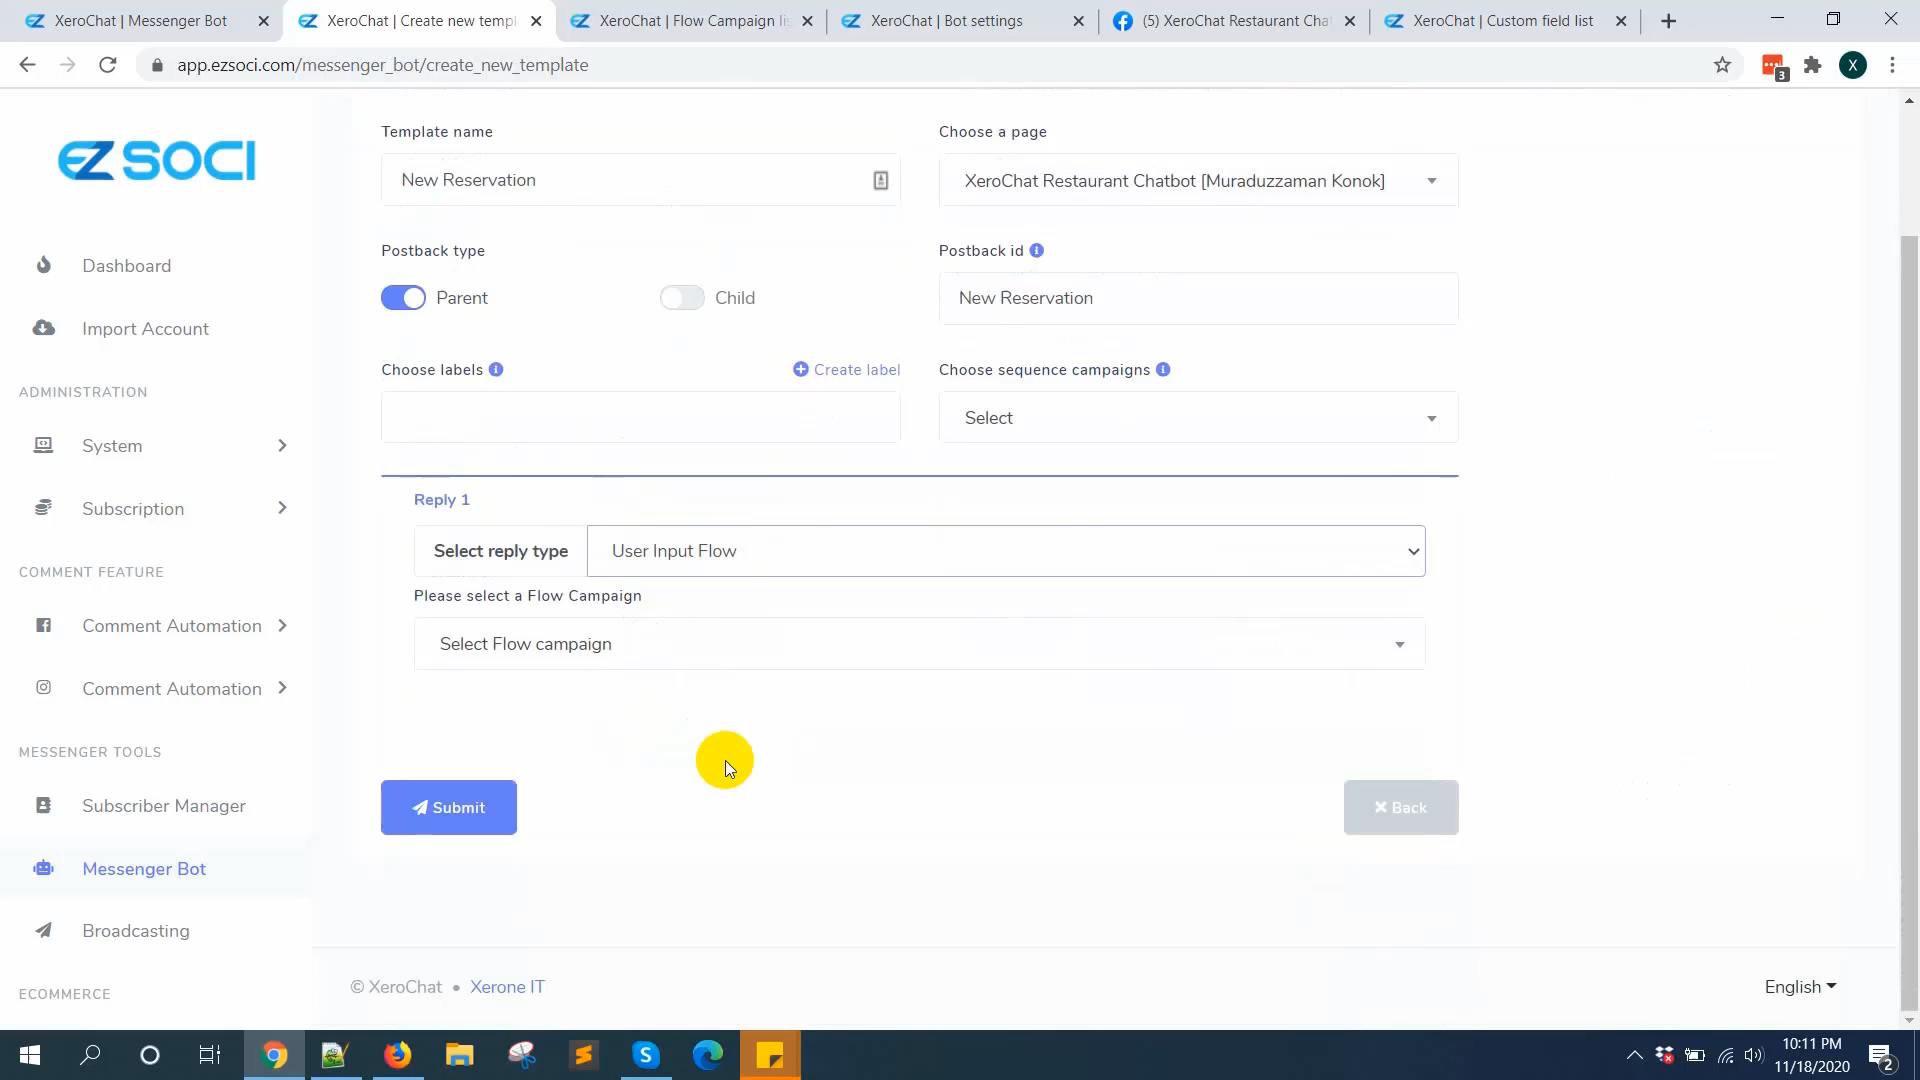 XeroChat | Messenger Bot
XeroChat | Create new templ
XeroChat | Flow Campaign li
XeroChat | Bot settings
(5) XeroChat Restaurant Cha
XeroChat | Custom field list
app.ezsoci.com/messenger_bot/create_new_template
3
X
EZ SOCI
Dashboard
Import Account
ADMINISTRATION
System
Subscription
COMMENT FEATURE
Comment Automation
Comment Automation
MESSENGER TOOLS
Subscriber Manager
Messenger Bot
Broadcasting
ECOMMERCE
Template name
Choose a page
New Reservation
XeroChat Restaurant Chatbot [Muraduzzaman Konok]
Postback type
Postback id
Parent
Child
New Reservation
Choose labels
Create label
Choose sequence campaigns
Select
Reply 1
Select reply type
User Input Flow
Please select a Flow Campaign
Select Flow campaign
Submit
Back
© XeroChat • Xerone IT
English
10:11 PM
11/18/2020
2